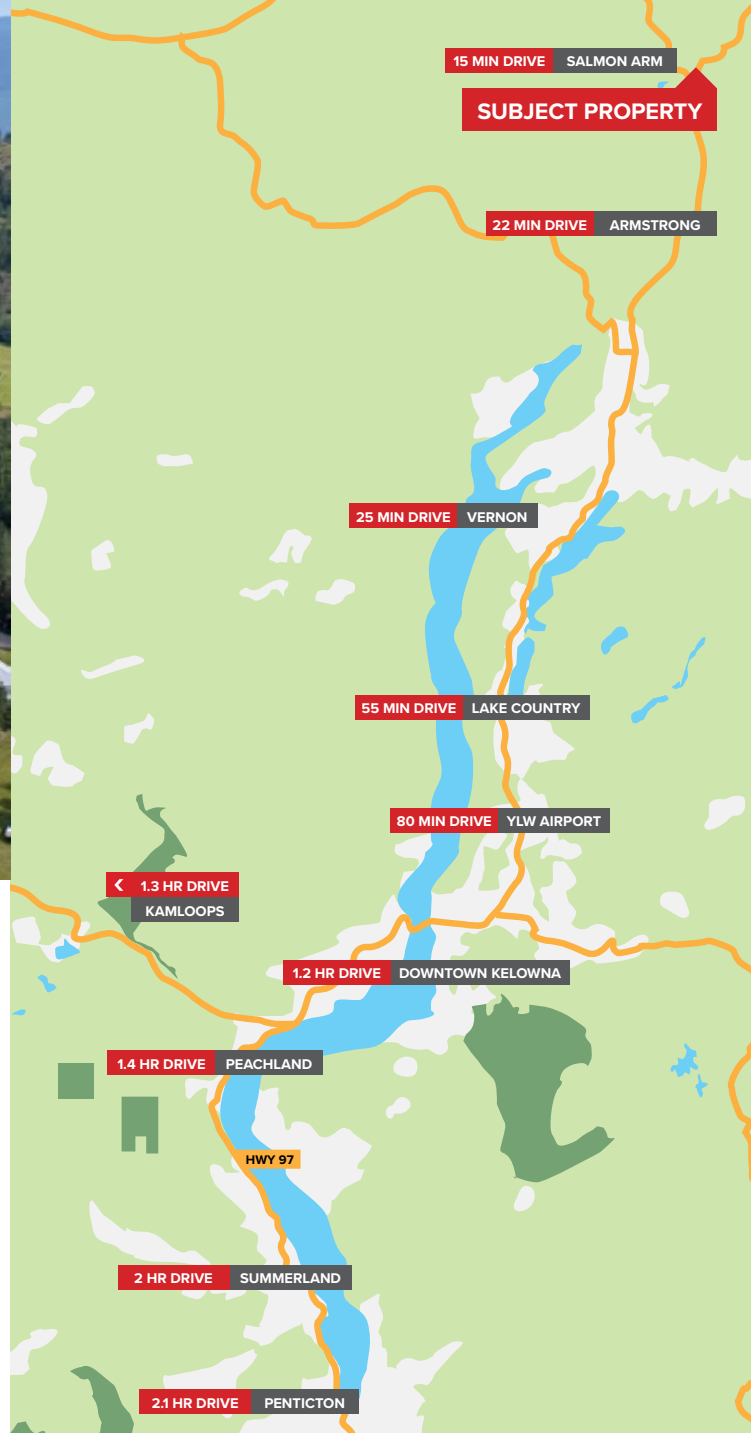 15 MIN DRIVE SALMON ARM
SUBJECT PROPERTY
22 MIN DRIVE ARMSTRONG
25 MIN DRIVE VERNON
55 MIN DRIVE LAKE COUNTRY
80 MIN DRIVE YLW AIRPORT
‹ 1.3 HR DRIVE
KAMLOOPS
1.2 HR DRIVE DOWNTOWN KELOWNA
1.4 HR DRIVE PEACHLAND
HWY 97
2 HR DRIVE SUMMERLAND
2.1 HR DRIVE PENTICTON